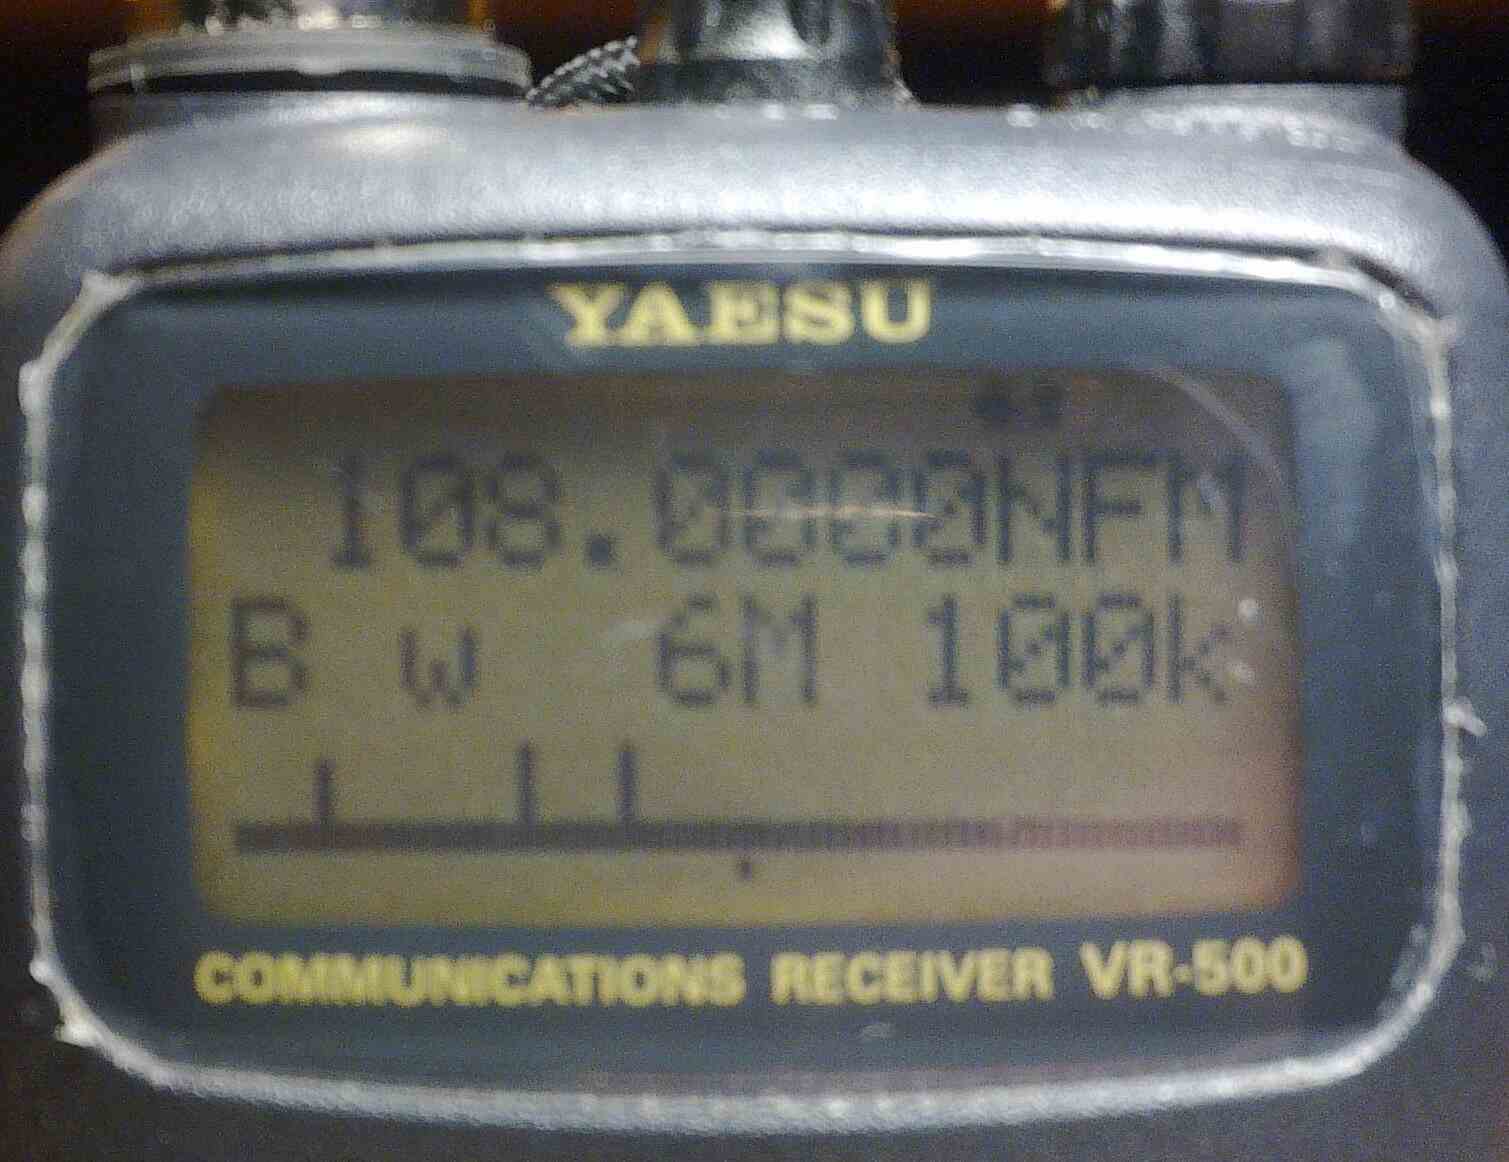 YAESU
108.0000NFM
B w 6M 100k
COMMUNICATIONS RECEIVER VR-500